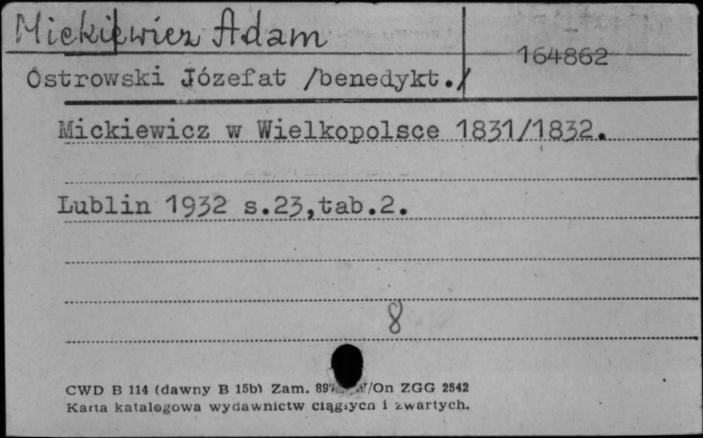 Mickiewicz Adam
164862
Ostrowski Józefat /benedykt./
Mickiewicz w Wielkopolsce 1831/1832.
Lublin 1932 s.23,tab.2.
8
CWD B 114 (dawny B 15b) Zam. /On ZGG 2542
Karta katalogowa wydawnictw ciągłych i zwartych.